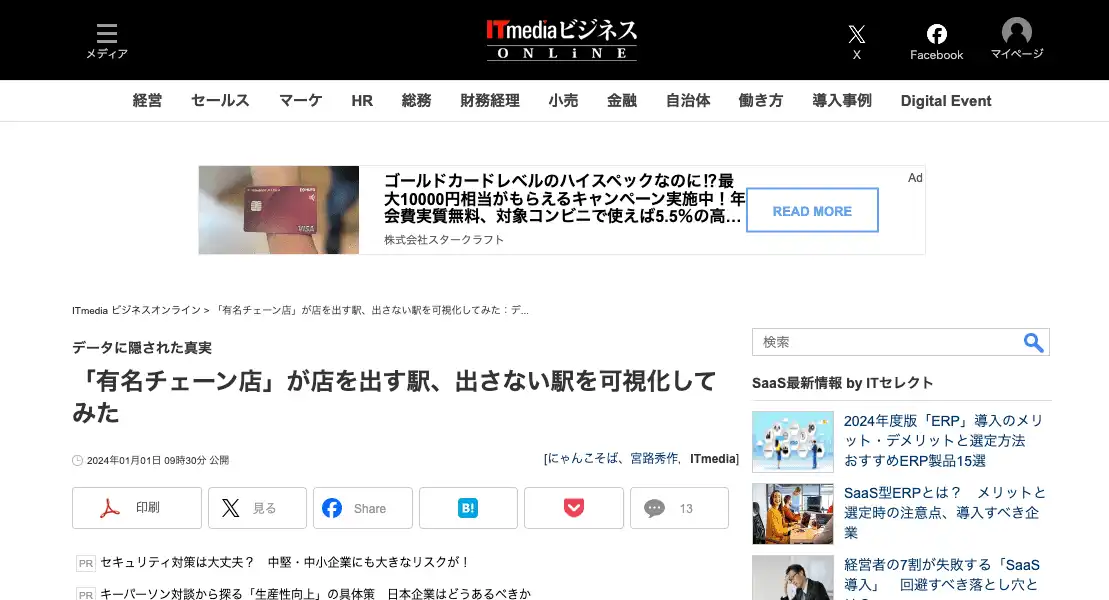 メディア
ITmediaビジネス
ONLiNE
X
Facebook
マイページ
経営 セールス マーケ HR 総務 財務経理 小売 金融 自治体 働き方 導入事例 Digital Event
ゴールドカードレベルのハイスペックなのに!?最
大10000円相当がもらえるキャンペーン実施中！年
会費実質無料、対象コンビニで使えば5.5%の高...
株式会社スタークラフト
Ad
READ MORE
ITmedia ビジネスオンライン > 「有名チェーン店」が店を出す駅、出さない駅を可視化してみた：デ...
データに隠された真実
「有名チェーン店」が店を出す駅、出さない駅を可視化して
みた
2024年01月01日 09時30分 公開
[にゃんこそば、宮路秀作, ITmedia]
印刷
見る
Share
B!
13
PR セキュリティ対策は大丈夫？ 中堅・中小企業にも大きなリスクが！
PR キーパーソン対談から探る「生産性向上」の具体策 日本企業はどうあるべきか
検索
SaaS最新情報 by ITセレクト
2024年度版「ERP」導入のメリ
ット・デメリットと選定方法
おすすめERP製品15選
SaaS型ERPとは？ メリットと
選定時の注意点、導入すべき企
業
経営者の7割が失敗する「SaaS
導入」 回避すべき落とし穴と